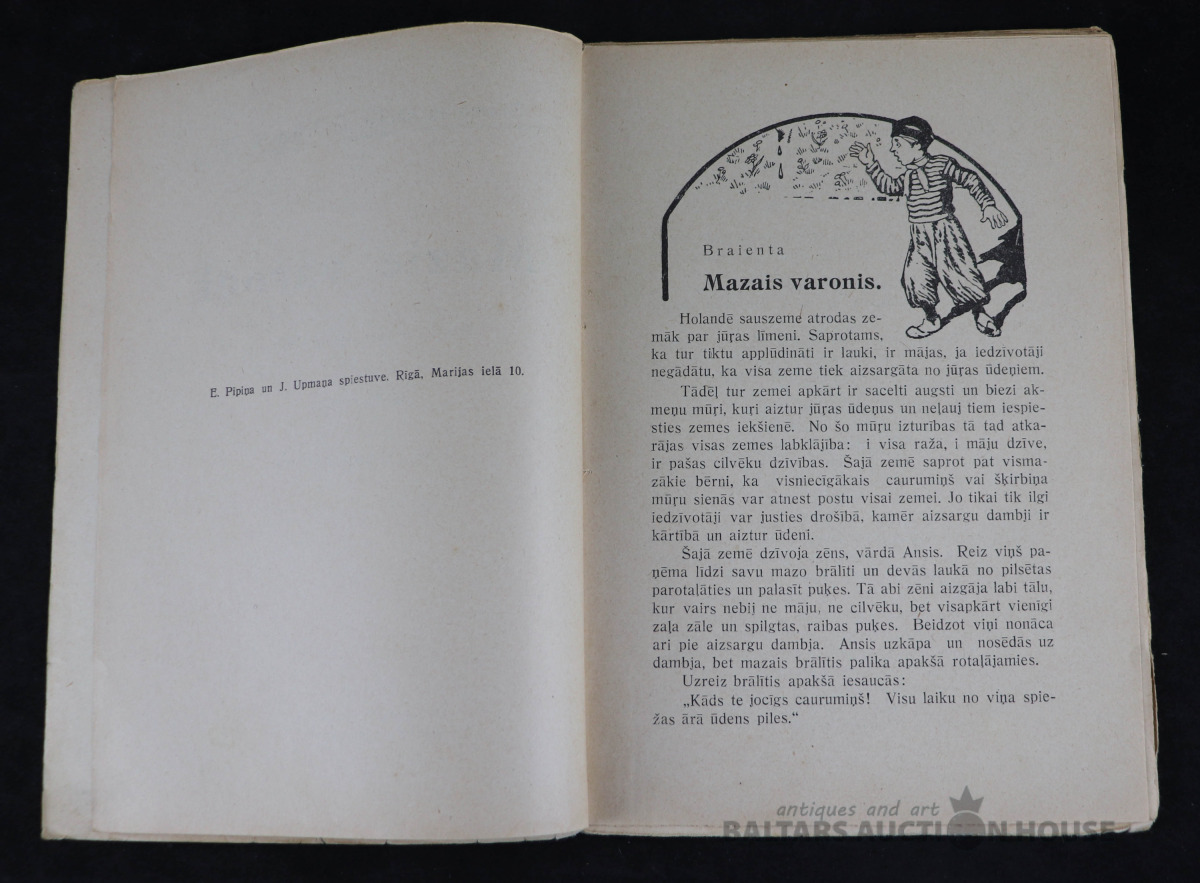 E. Pīpiņa un J. Upmaņa spiestuve. Rīgā, Marijas ielā 10.
Braienta
Mazais varonis.
Holandē sauszeme atrodas ze-
māk par jūŗas līmeni. Saprotams,
ka tur tiktu applūdināti ir lauki, ir mājas, ja iedzīvotāji
negādātu, ka visa zeme tiek aizsargāta no jūŗas ūdeņiem.
Tādēļ tur zemei apkārt ir sacelti augsti un biezi ak-
meņu mūŗi, kuŗi aiztur jūŗas ūdeņus un neļauj tiem iespie-
sties zemes iekšienē. No šo mūŗu izturības tā tad atka-
rājas visas zemes labklājība: i visa raža, i māju dzīve,
ir pašas cilvēku dzīvības. Šajā zemē saprot pat visma-
zākie bērni, ka visniecīgākais caurumiņš vai šķirbiņa
mūŗu sienās var atnest postu visai zemei. Jo tikai tik ilgi
iedzīvotāji var justies drošībā, kamēr aizsargu dambji ir
kārtībā un aiztur ūdeni.
Šajā zemē dzīvoja zēns, vārdā Ansis. Reiz viņš pa-
ņēma līdzi savu mazo brālīti un devās laukā no pilsētas
parotaļāties un palasīt puķes. Tā abi zēni aizgāja labi tālu,
kur vairs nebij ne māju, ne cilvēku, bet visapkārt vienīgi
zaļa zāle un spilgtas, raibas puķes. Beidzot viņi nonāca
ari pie aizsargu dambja. Ansis uzkāpa un nosēdās uz
dambja, bet mazais brālītis palika apakšā rotaļājamies.
Uzreiz brālītis apakšā iesaucās:
„Kāds te jocīgs caurumiņš! Visu laiku no viņa spie-
žas ārā ūdens piles.“
antiques and art
BALTARS AUCTION HOUSE